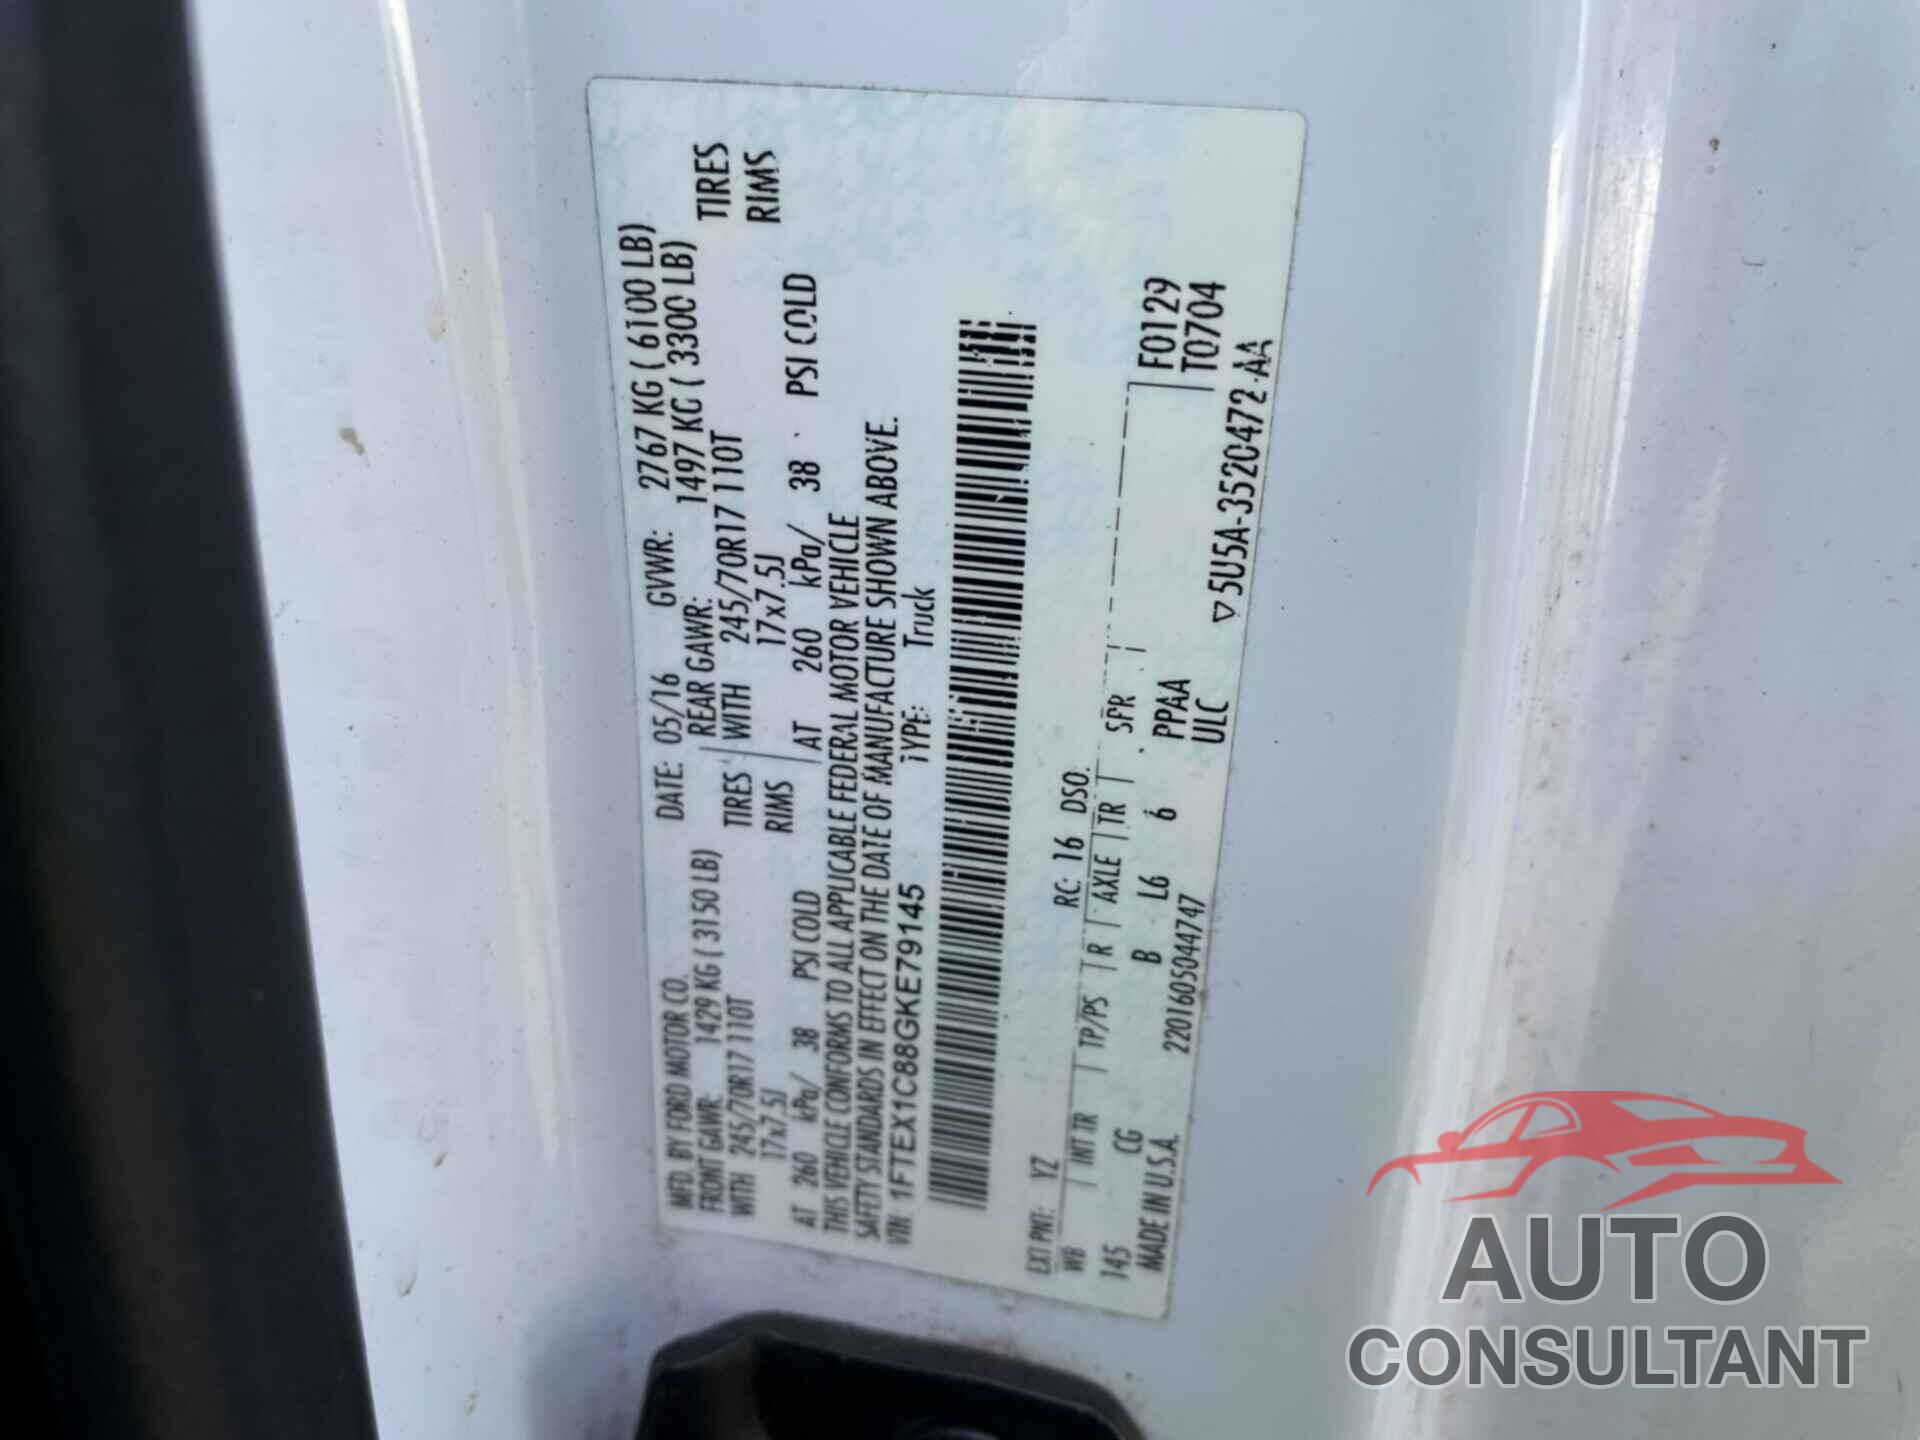 MFD. BY FORD MOTOR CO. DATE: 05/16 GVWR: 2767 KG ( 6100 LB)
FRONT GAWR: 1429 KG ( 3150 LB) REAR GAWR: 1497 KG ( 3300 LB)
WITH 245/70R17 110T TIRES WITH 245/70R17 110T TIRES
17x7.5J RIMS 17x7.5J RIMS
AT 260 kPa/ 38 PSI COLD AT 260 kPa/ 38 PSI COLD
THIS VEHICLE CONFORMS TO ALL APPLICABLE FEDERAL MOTOR VEHICLE
SAFETY STANDARDS IN EFFECT ON THE DATE OF MANUFACTURE SHOWN ABOVE.
VIN: 1FTEX1C88GKE79145 TYPE: Truck
EXT PNT: YZ RC: 16 DSO:
WB INT TR TP/PS R AXLE TR SPR F0129
145 CG B L6 6 PPAA T0704
MADE IN U.S.A. 220160504​4747 ULC
▽5U5A-3520472-AA
AUTO
CONSULTANT